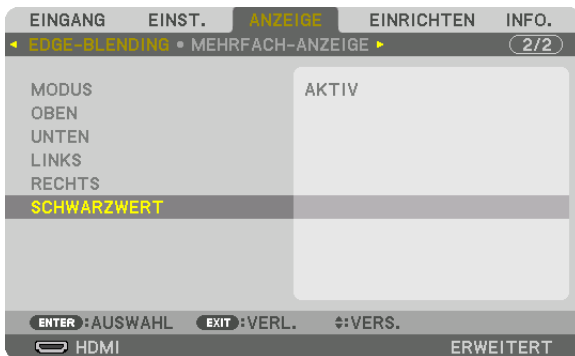 EINGANG EINST. ANZEIGE EINRICHTEN INFO.
EDGE-BLENDING • MEHRFACH-ANZEIGE 2/2
MODUS AKTIV
OBEN
UNTEN
LINKS
RECHTS
SCHWARZWERT
ENTER :AUSWAHL EXIT :VERL. :VERS.
HDMI ERWEITERT